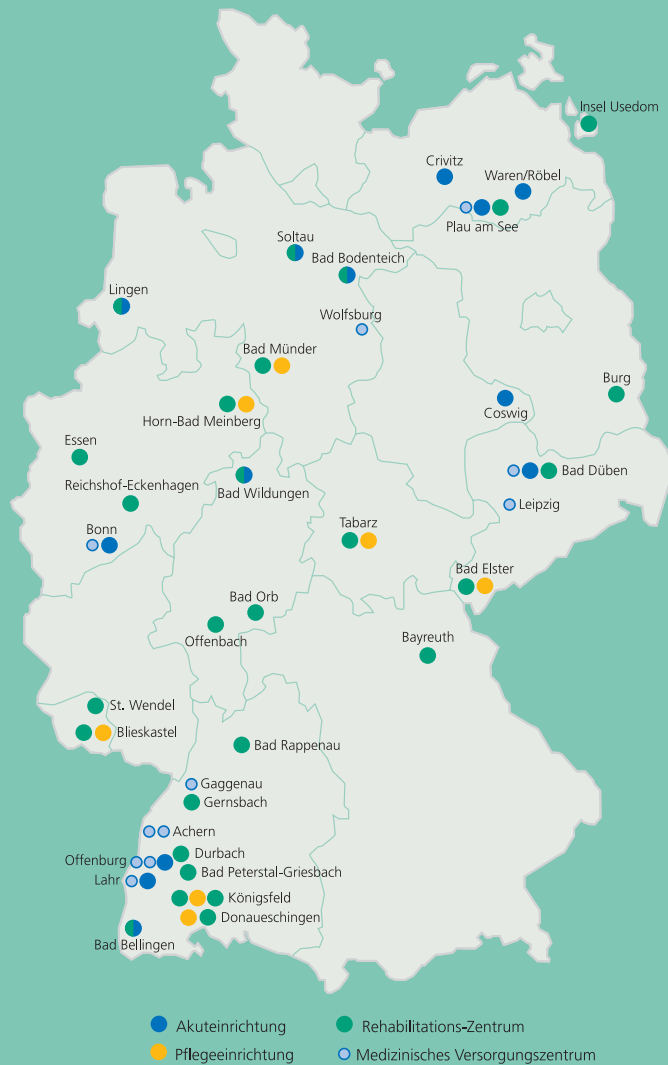 Insel Usedom
Crivitz
Waren/Röbel
Plau am See
Soltau
Bad Bodenteich
Lingen
Wolfsburg
Bad Münder
Burg
Coswig
Horn-Bad Meinberg
Essen
Bad Düben
Reichshof-Eckenhagen
Bad Wildungen
Leipzig
Bonn
Tabarz
Bad Elster
Bad Orb
Offenbach
Bayreuth
St. Wendel
Blieskastel
Bad Rappenau
Gaggenau
Gernsbach
Achern
Durbach
Offenburg
Bad Peterstal-Griesbach
Lahr
Königsfeld
Donaueschingen
Bad Bellingen
Akuteinrichtung
Rehabilitations-Zentrum
Pflegeeinrichtung
Medizinisches Versorgungszentrum